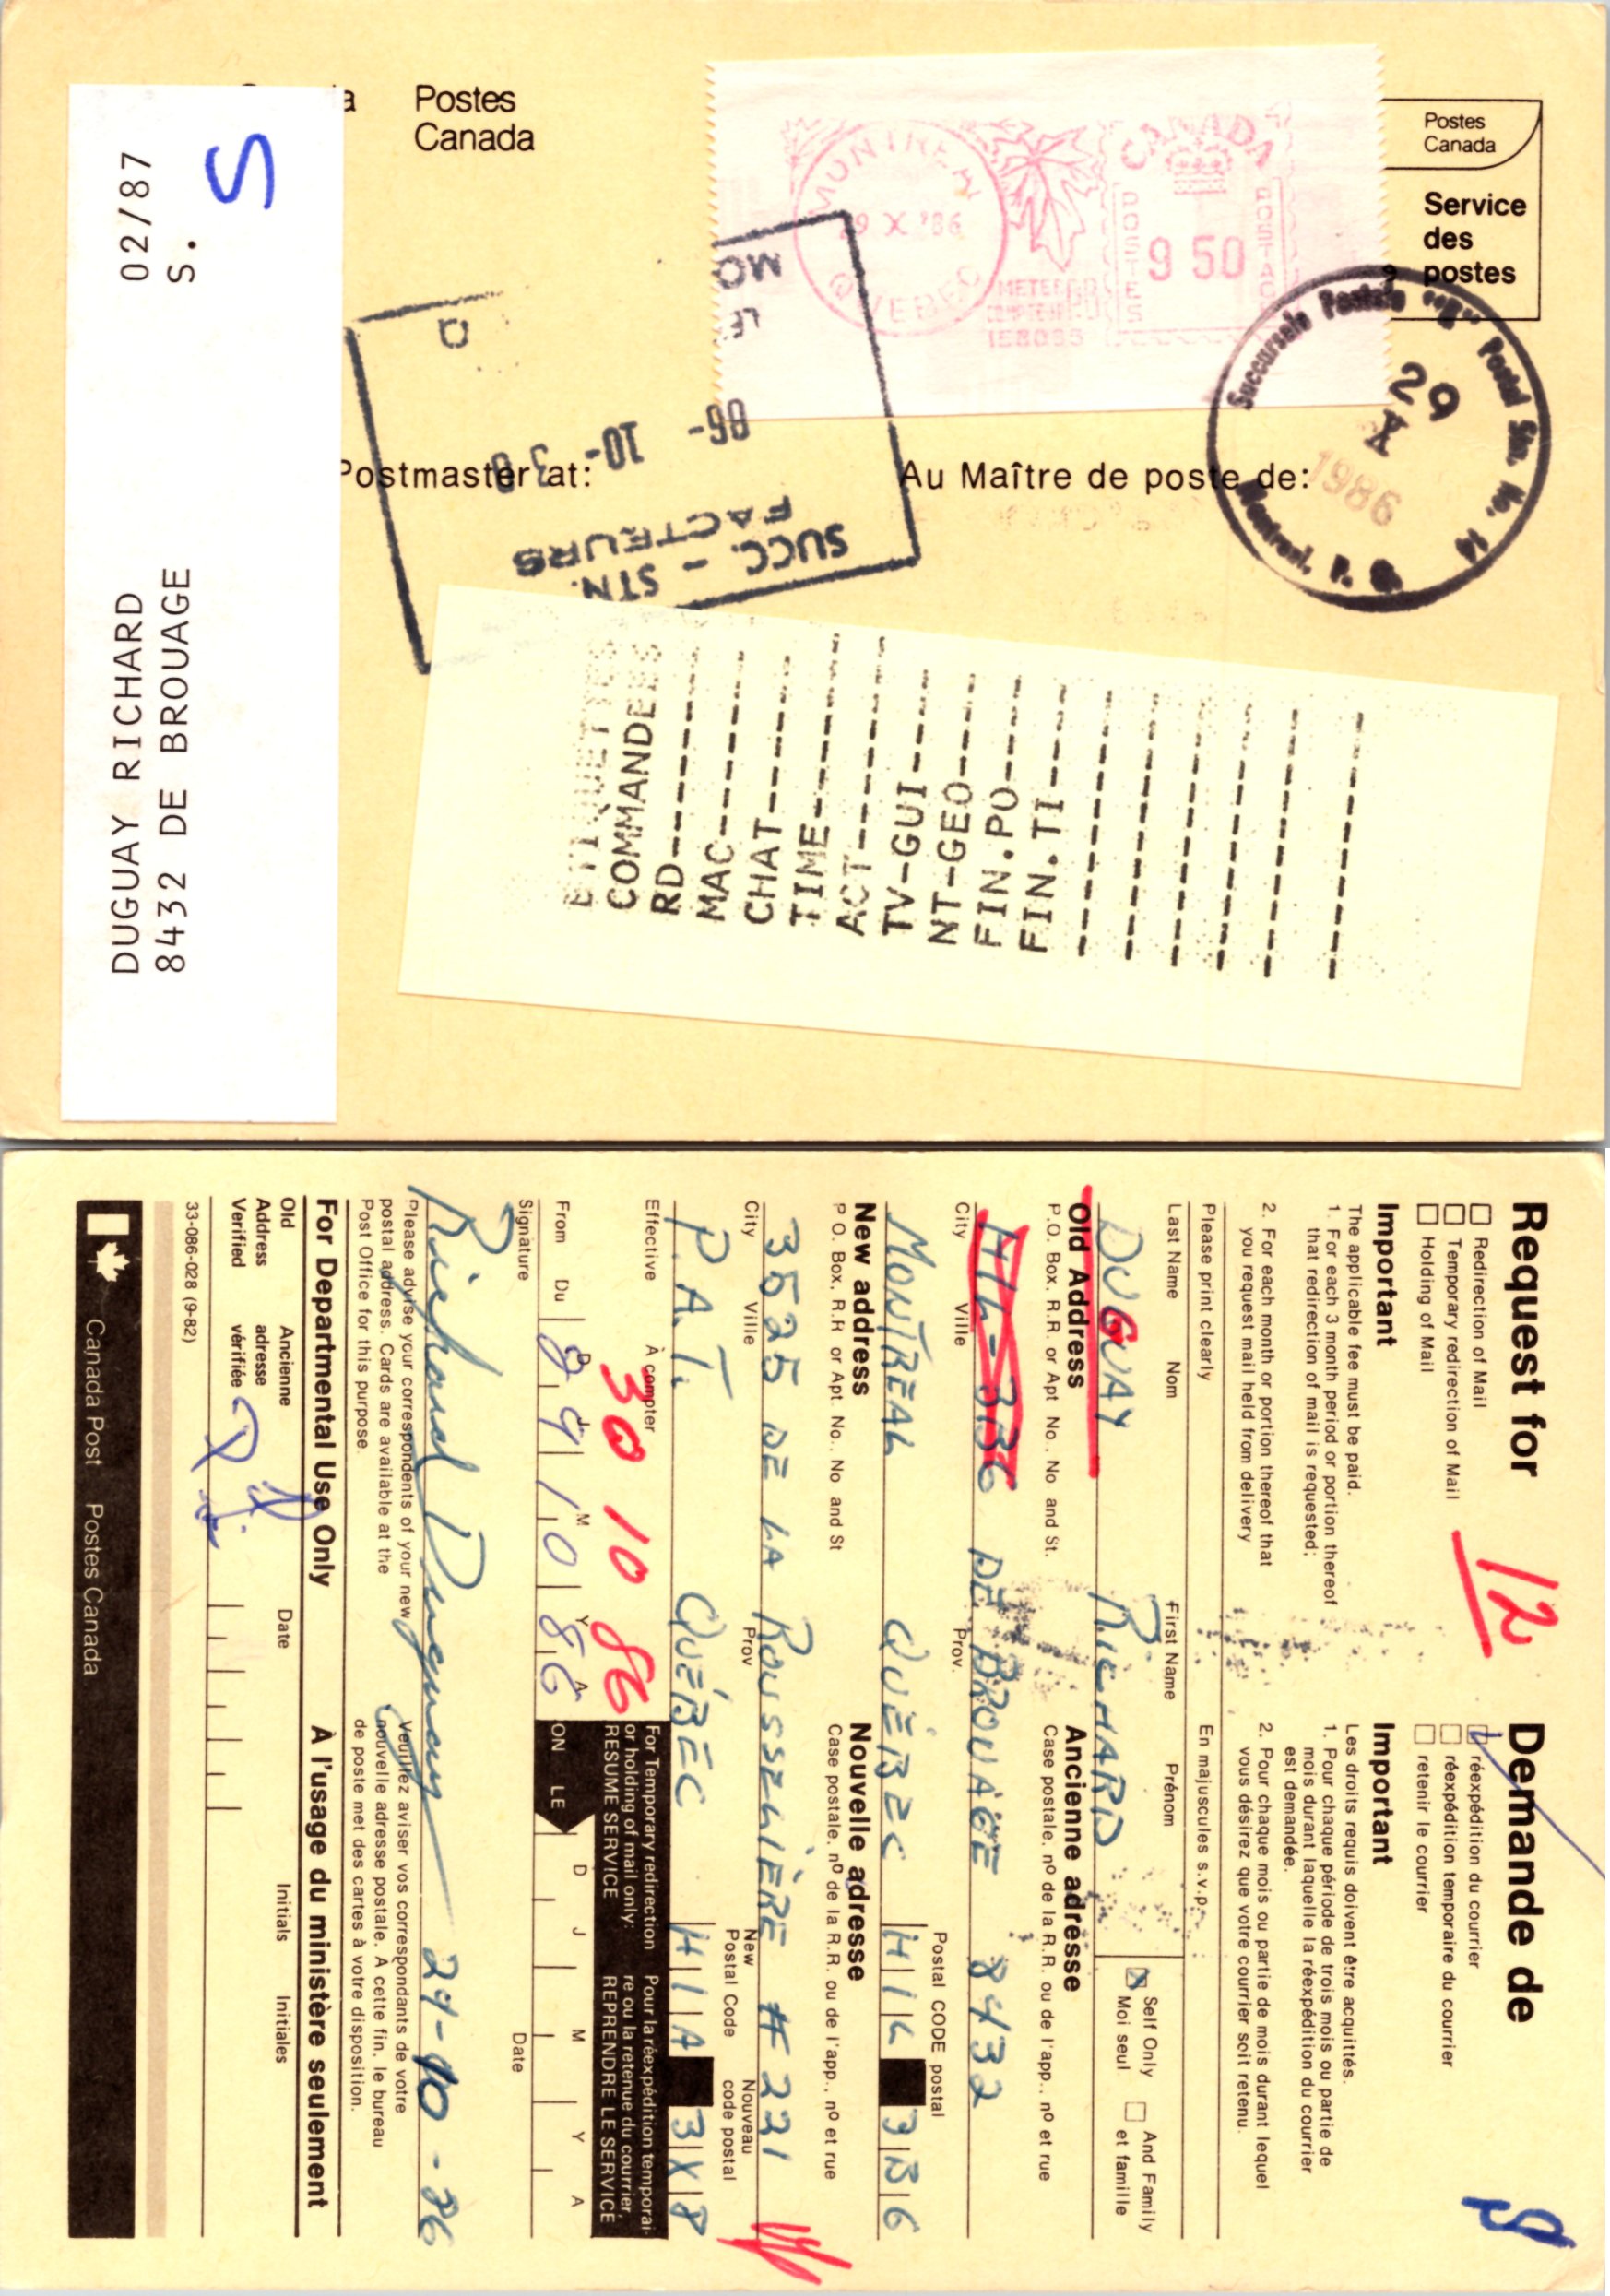 Postes
Canada
Postes
Canada
Service
des
postes
MONTREAL
29 X '86
QUEBEC
CANADA
9 50
POSTES
POSTAGE
METER
COMPTEUR
Succursale Postale "E" Postal Stn.
29
X
1986
Montreal, P. Q.
Postmaster at:
Au Maître de poste de:
86-
10-
SUCC. - STN.
FACTEURS
02/87
S.
S
DUGUAY RICHARD
8432 DE BROUAGE
ETIQUETTES
COMMANDEES
RD------
MAC------
CHAT------
TIME------
ACT------
TV-GUI------
NT-GEO------
FIN.PO------
FIN.TI------
Request for
12
Demande de
Redirection of Mail
Temporary redirection of Mail
Holding of Mail
réexpédition du courrier
réexpédition temporaire du courrier
retenir le courrier
Important
The applicable fee must be paid.
1. For each 3 month period or portion thereof
that redirection of mail is requested;
2. For each month or portion thereof that
you request mail held from delivery
Important
Les droits requis doivent être acquittés.
1. Pour chaque période de trois mois ou partie de
mois durant laquelle la réexpédition du courrier
est demandée.
2. Pour chaque mois ou partie de mois durant lequel
vous désirez que votre courrier soit retenu.
Please print clearly
En majuscules s.v.p.
Last Name Nom First Name Prénom
Self Only
Moi seul
And Family
et famille
DUGUAY RICHARD
Old Address
Ancienne adresse
P.O. Box, R.R. or Apt No., No and St.
Case postale, nº de la R.R. ou de l'app., nº et rue
H1L-3B6 DE BROUAGE 8432
City Ville Prov. Postal CODE postal
MONTREAL QUÉBEC H1L 3B6
New address
Nouvelle adresse
P.O. Box, R.R or Apt No., No and St
Case postale, nº de la R.R. ou de l'app., nº et rue
3525 DE LA ROUSSELIÈRE # 221
City Ville Prov New
Postal Code Nouveau
code postal
P.A.T. QUÉBEC H1A 3X8
Effective À compter
30 10 86
For Temporary redirection
or holding of mail only:
RESUME SERVICE
Pour la réexpédition temporai-
re ou la retenue du courrier,
REPRENDRE LE SERVICE
From Du D J M Y A
10 86
ON LE D J M Y A
Signature Date
Richard Duguay 29-10-86
Please advise your correspondents of your new
postal address. Cards are available at the
Post Office for this purpose.
Veuillez aviser vos correspondants de votre
nouvelle adresse postale. À cette fin, le bureau
de poste met des cartes à votre disposition.
For Departmental Use Only
À l'usage du ministère seulement
Old
Address
Verified
Ancienne
adresse
vérifiée
Date
Initials Initiales
33-086-028 (9-82)
Canada Post Postes Canada